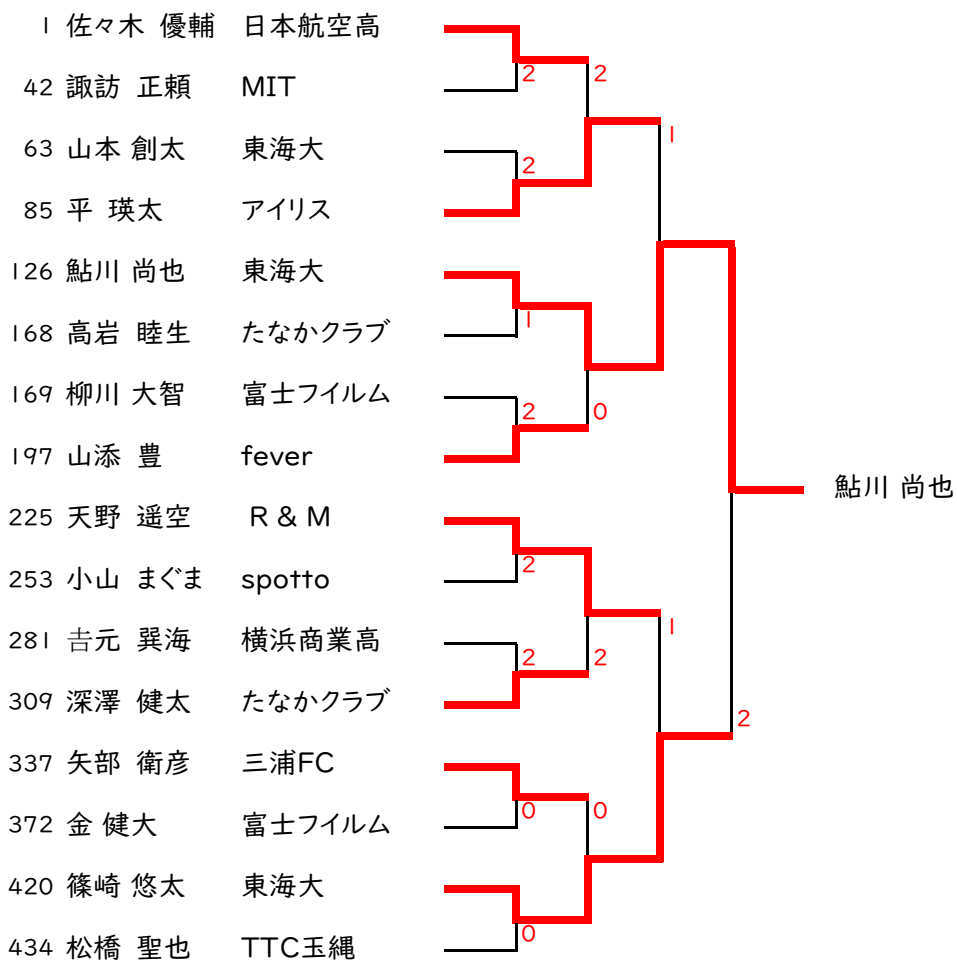 1 佐々木 優輔 日本航空高
2 2
42 諏訪 正頼 MIT
1
63 山本 創太 東海大
2
85 平 瑛太 アイリス
126 鮎川 尚也 東海大
1
168 高岩 睦生 たなかクラブ
169 柳川 大智 富士フイルム
2 0
197 山添 豊 fever
鮎川 尚也
225 天野 遥空 R & M
2
253 小山 まぐま spotto
1
281 𠮷元 巽海 横浜商業高
2 2
309 深澤 健太 たなかクラブ
2
337 矢部 衛彦 三浦FC
0 0
372 金 健大 富士フイルム
420 篠崎 悠太 東海大
0
434 松橋 聖也 TTC玉縄